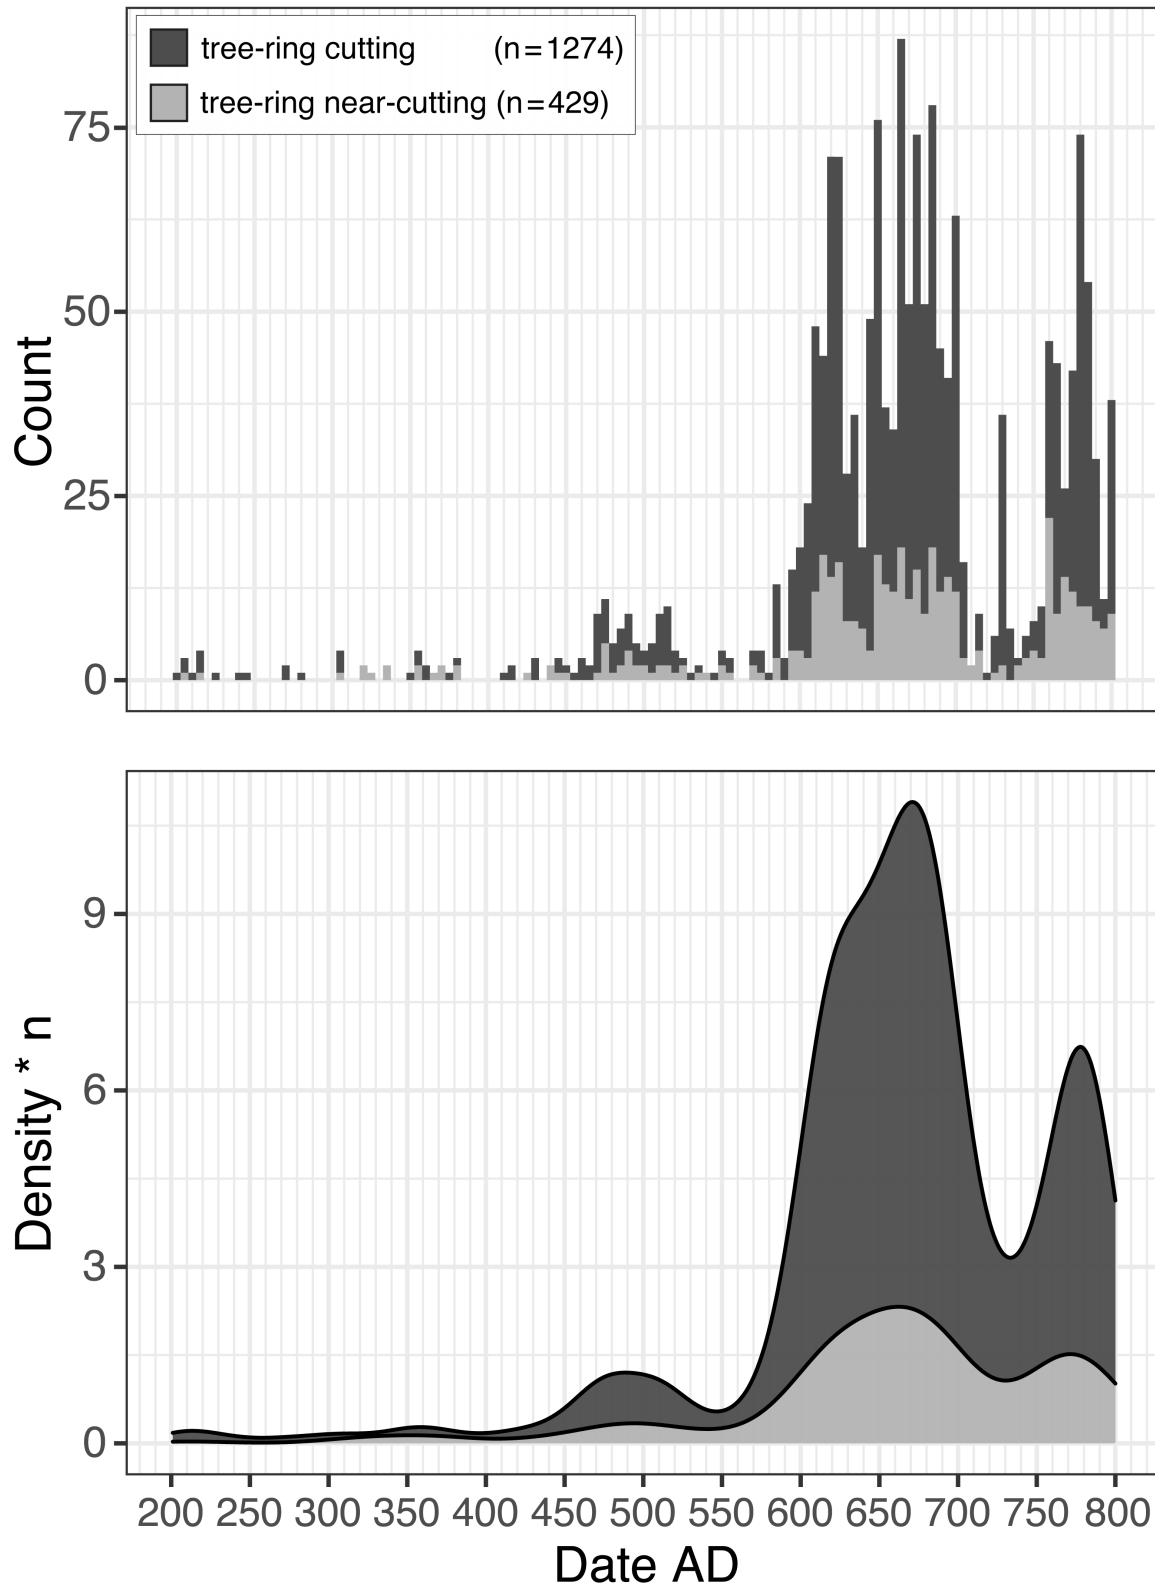 tree-ring cutting (n=1274)
tree-ring near-cutting (n=429)
75
50
25
0
Count
9
6
3
0
Density * n
200 250 300 350 400 450 500 550 600 650 700 750 800
Date AD